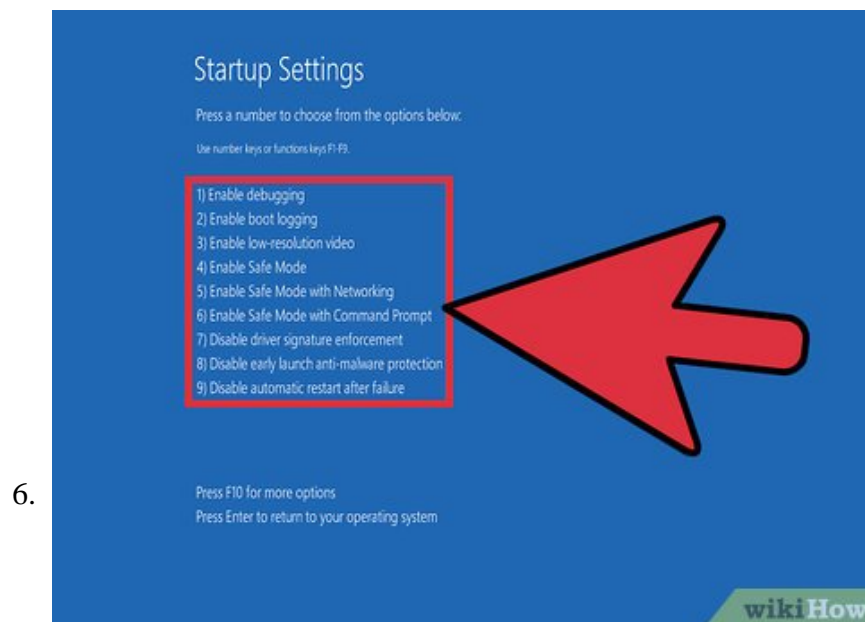 Startup Settings
Press a number to choose from the options below:
Use number keys or functions keys F1-F9.
1) Enable debugging
2) Enable boot logging
3) Enable low-resolution video
4) Enable Safe Mode
5) Enable Safe Mode with Networking
6) Enable Safe Mode with Command Prompt
7) Disable driver signature enforcement
8) Disable early launch anti-malware protection
9) Disable automatic restart after failure
6.
Press F10 for more options
Press Enter to return to your operating system
wikiHow